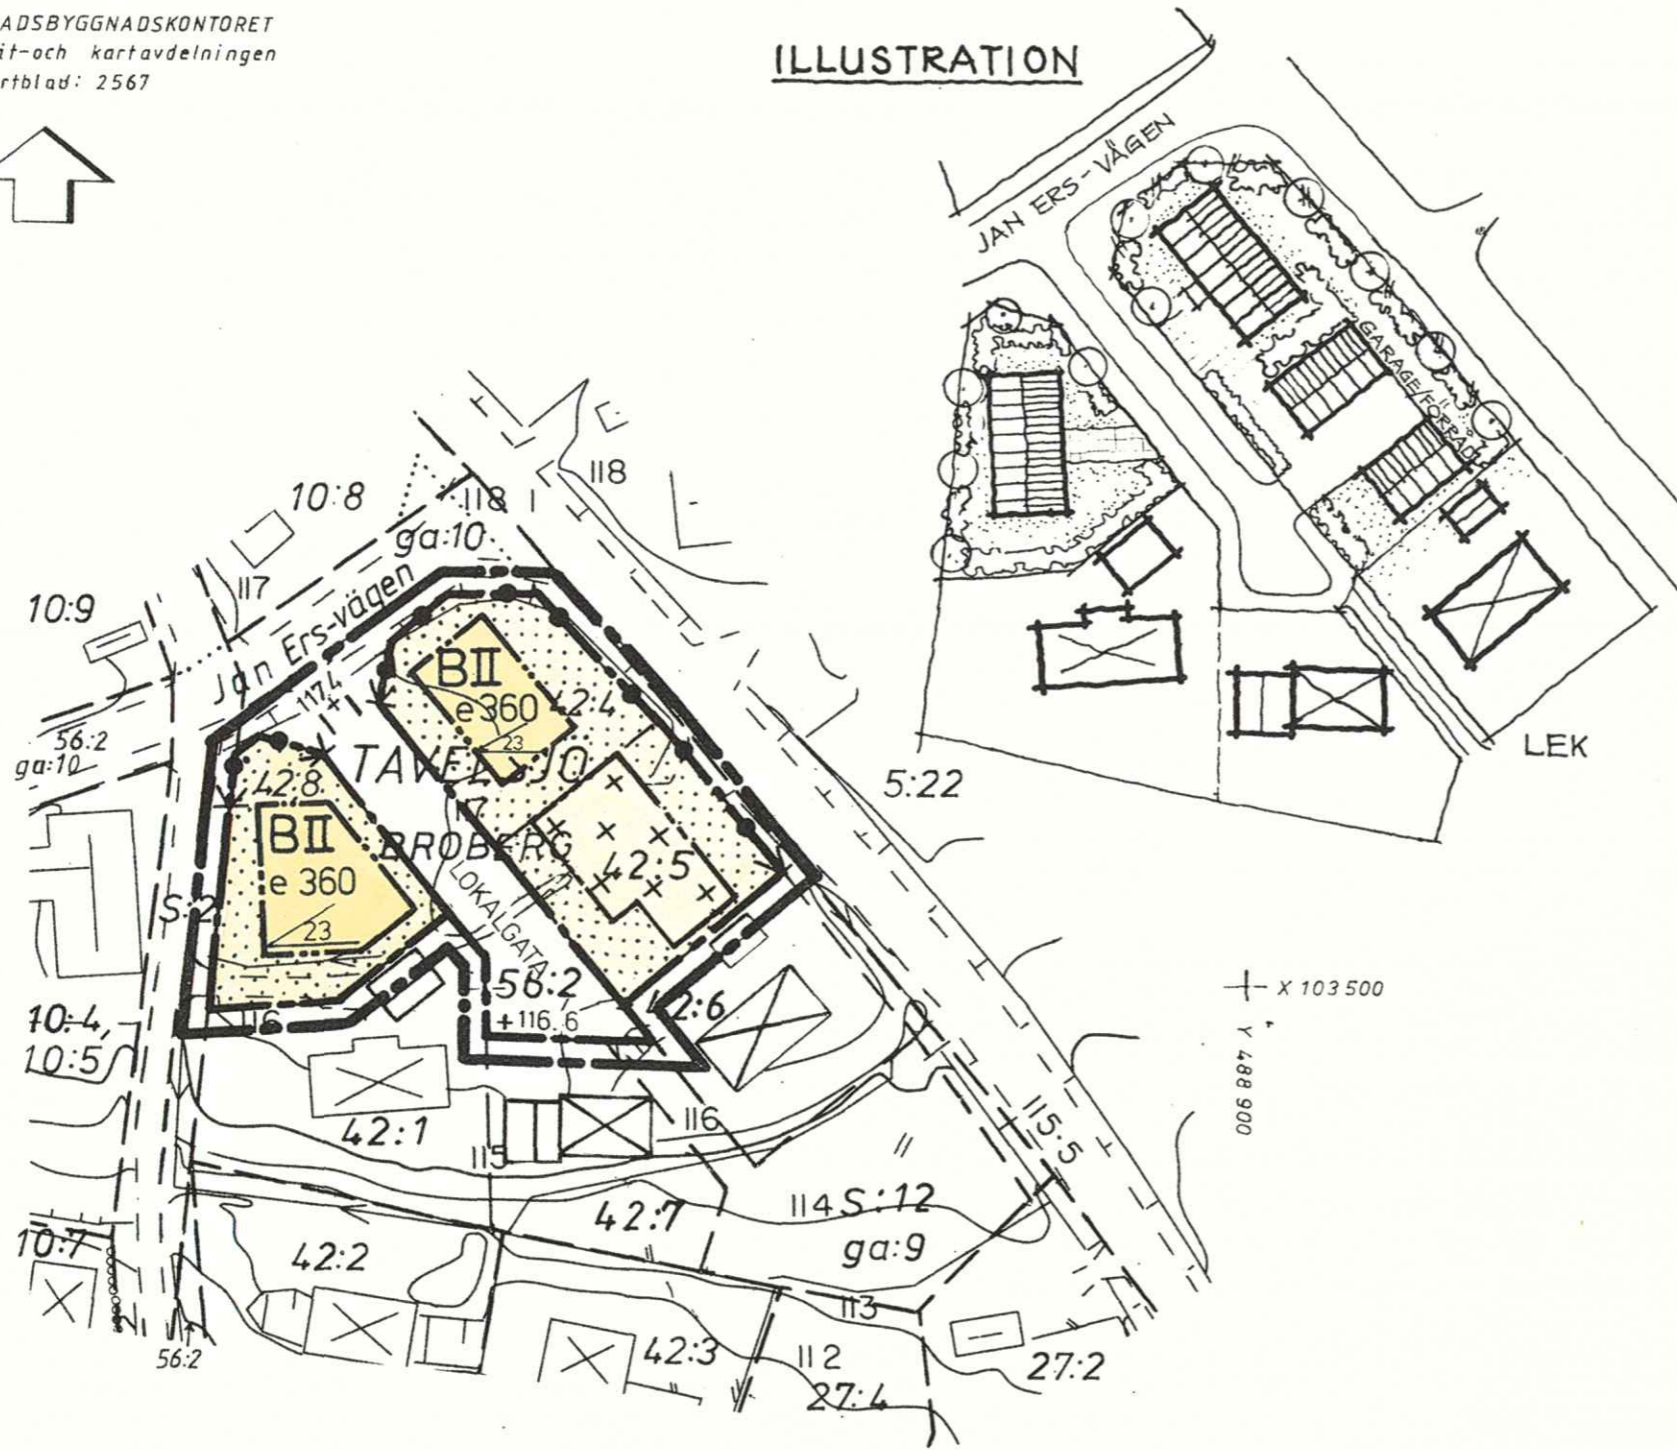 ADSBYGGNADSKONTORET
it-och kartavdelningen
rtblad: 2567
ILLUSTRATION
JAN ERS-VÄGEN
GARAGE/FÖRRÅD
LEK
10:8
118
118
ga:10
117
10:9
Jan Ers-vägen
117.4
56:2
ga:10
BII
e 360
23
42:4
TAVELSJÖ
17
BROBERG
42:8
BII
e 360
23
42:5
LOKALGATA
S:2
5:22
56:2
+116.6
42:6
116
10:4,
10:5
X 103500
Y 488900
42:1
115
116
115.5
42:7
114
S:12
ga:9
10:7
42:2
113
56:2
42:3
112
27:4
27:2